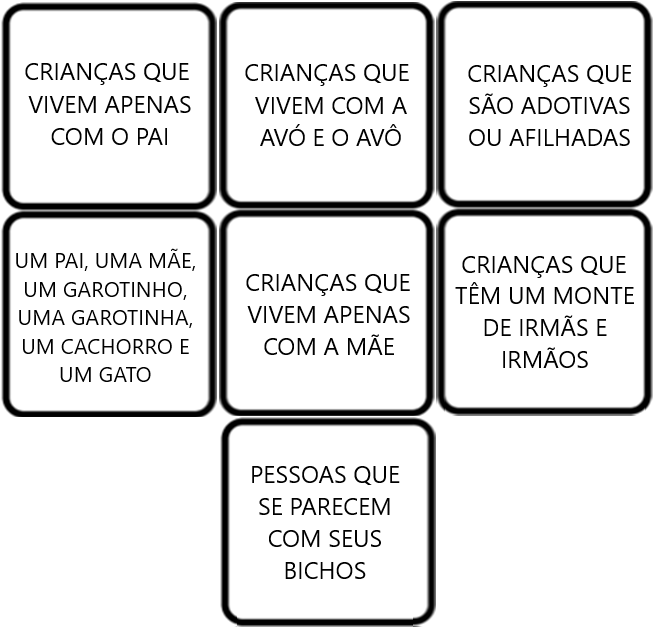 CRIANÇAS QUE
VIVEM APENAS
COM O PAI
CRIANÇAS QUE
VIVEM COM A
AVÓ E O AVÔ
CRIANÇAS QUE
SÃO ADOTIVAS
OU AFILHADAS
UM PAI, UMA MÃE,
UM GAROTINHO,
UMA GAROTINHA,
UM CACHORRO E
UM GATO
CRIANÇAS QUE
VIVEM APENAS
COM A MÃE
CRIANÇAS QUE
TÊM UM MONTE
DE IRMÃS E
IRMÃOS
PESSOAS QUE
SE PARECEM
COM SEUS
BICHOS